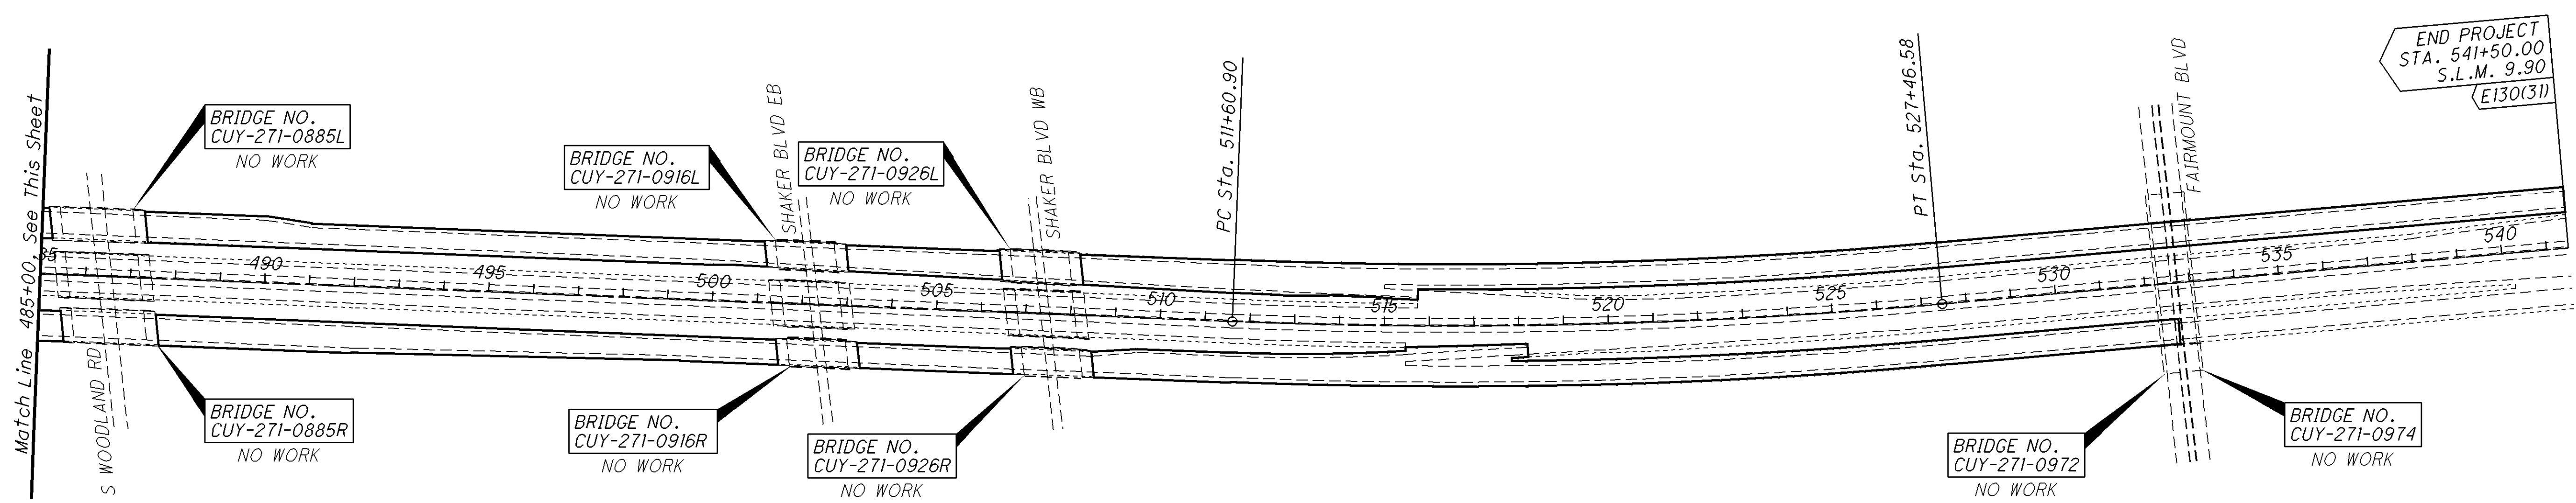 Match Line 485+00, See This Sheet
S WOODLAND RD
BRIDGE NO.
CUY-271-0885L
NO WORK
BRIDGE NO.
CUY-271-0885R
NO WORK
BRIDGE NO.
CUY-271-0916L
NO WORK
SHAKER BLVD EB
BRIDGE NO.
CUY-271-0916R
NO WORK
BRIDGE NO.
CUY-271-0926L
NO WORK
SHAKER BLVD WB
BRIDGE NO.
CUY-271-0926R
NO WORK
PC Sta. 511+60.90
PT Sta. 527+46.58
FAIRMOUNT BLVD
BRIDGE NO.
CUY-271-0972
NO WORK
BRIDGE NO.
CUY-271-0974
NO WORK
END PROJECT
STA. 541+50.00
S.L.M. 9.90
E130(31)
85
490
495
500
505
510
515
520
525
530
535
540